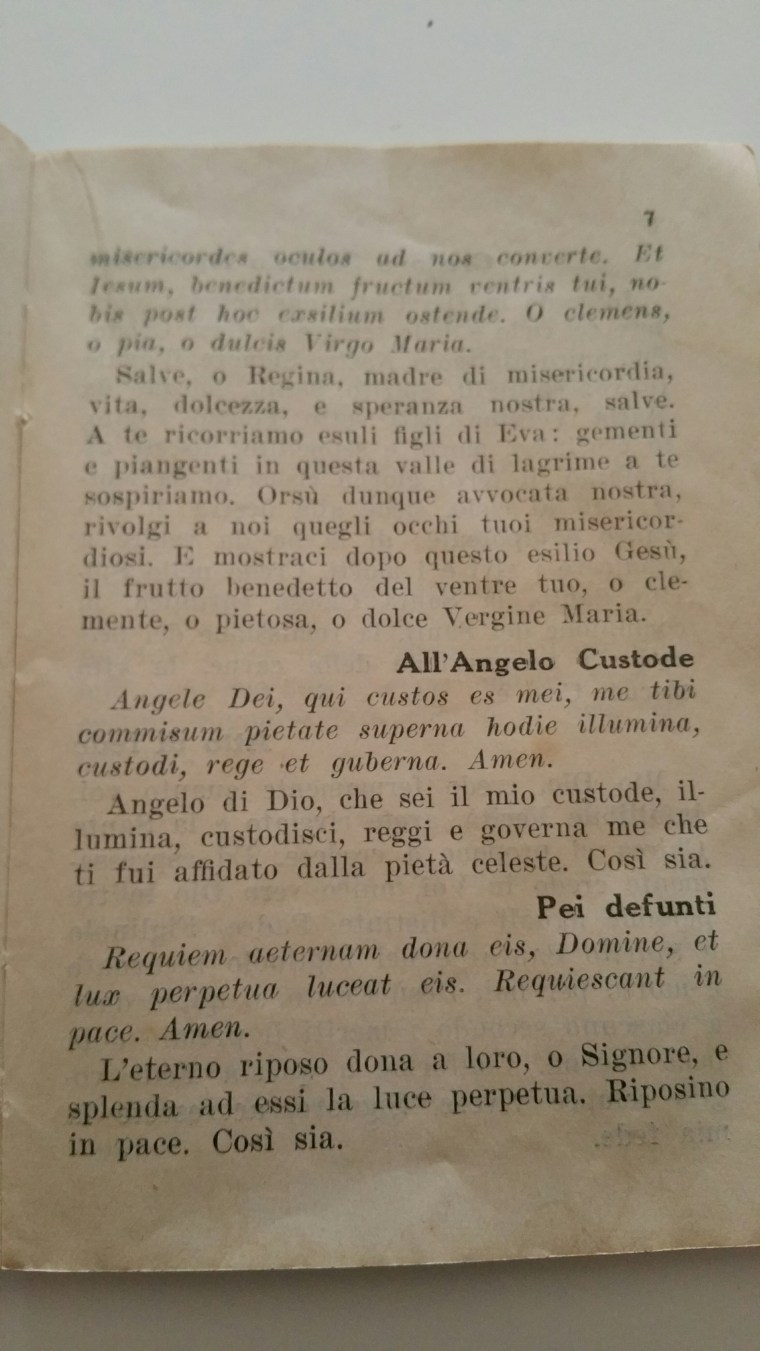 7
misericordes oculos ad nos converte. Et
Iesum, benedictum fructum ventris tui, no-
bis post hoc exsilium ostende. O clemens,
o pia, o dulcis Virgo Maria.
Salve, o Regina, madre di misericordia,
vita, dolcezza, e speranza nostra, salve.
A te ricorriamo esuli figli di Eva: gementi
e piangenti in questa valle di lagrime a te
sospiriamo. Orsù dunque avvocata nostra,
rivolgi a noi quegli occhi tuoi misericor-
diosi. E mostraci dopo questo esilio Gesù,
il frutto benedetto del ventre tuo, o cle-
mente, o pietosa, o dolce Vergine Maria.
All'Angelo Custode
Angele Dei, qui custos es mei, me tibi
commisum pietate superna hodie illumina,
custodi, rege et guberna. Amen.
Angelo di Dio, che sei il mio custode, il-
lumina, custodisci, reggi e governa me che
ti fui affidato dalla pietà celeste. Così sia.
Pei defunti
Requiem aeternam dona eis, Domine, et
lux perpetua luceat eis. Requiescant in
pace. Amen.
L'eterno riposo dona a loro, o Signore, e
splenda ad essi la luce perpetua. Riposino
in pace. Così sia.